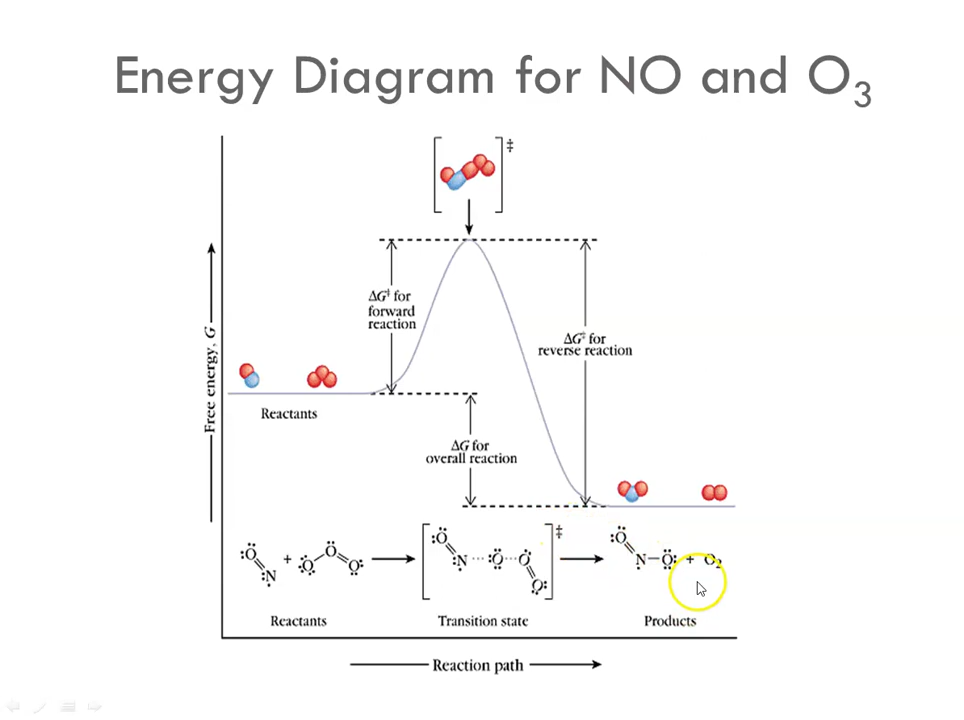 Energy Diagram for NO and O₃
‡
ΔG‡ for
forward
reaction
ΔG‡ for
reverse reaction
Free energy, G
Reactants
ΔG for
overall reaction
:Ö N: + :Ö Ö Ö:
:Ö N: ··· :Ö ··· Ö Ö: ‡
:Ö N–Ö: + O₂
Reactants
Transition state
Products
Reaction path